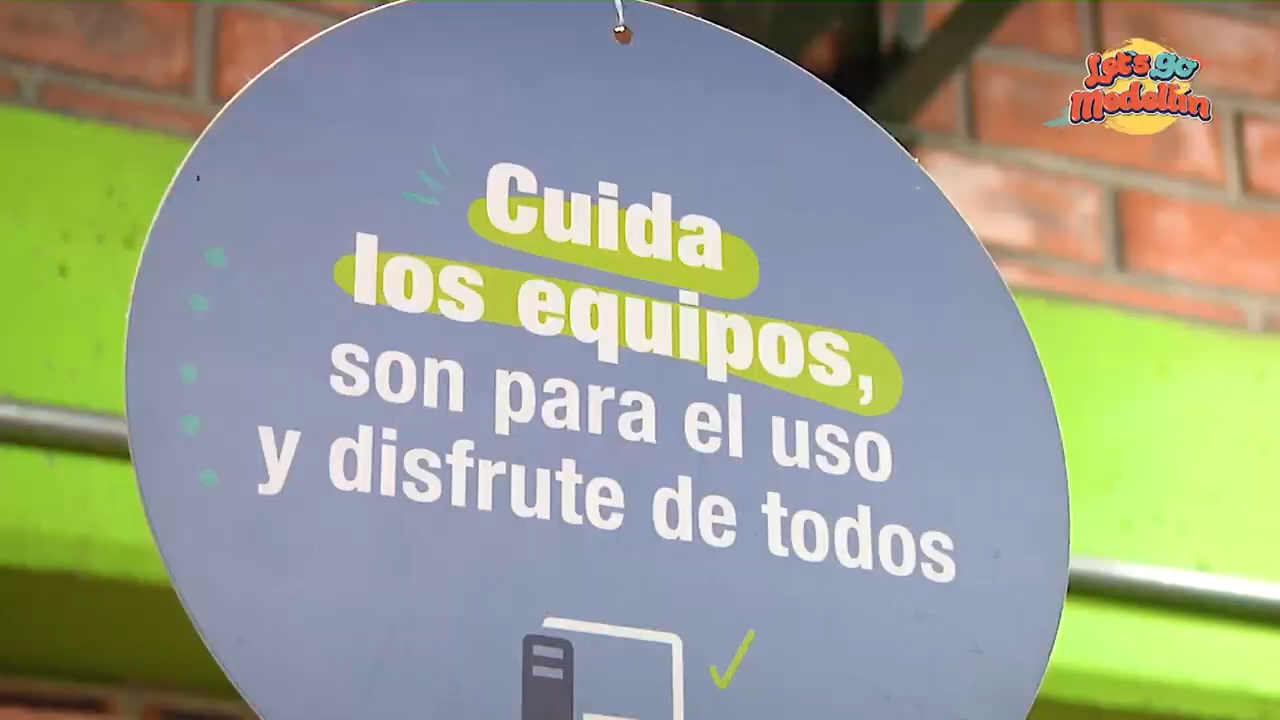 Let's go
Medellín
Cuida
los equipos,
son para el uso
y disfrute de todos